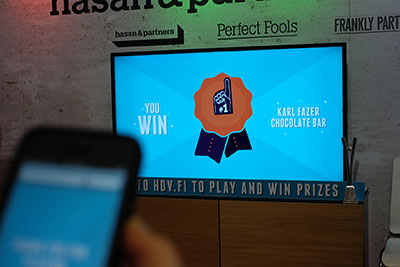 hasan & pa
hasan & partners
Perfect Fools
FRANKLY PART
YOU
WIN
#1
KARL FAZER
CHOCOLATE BAR
TO HDV.FI TO PLAY AND WIN PRIZES